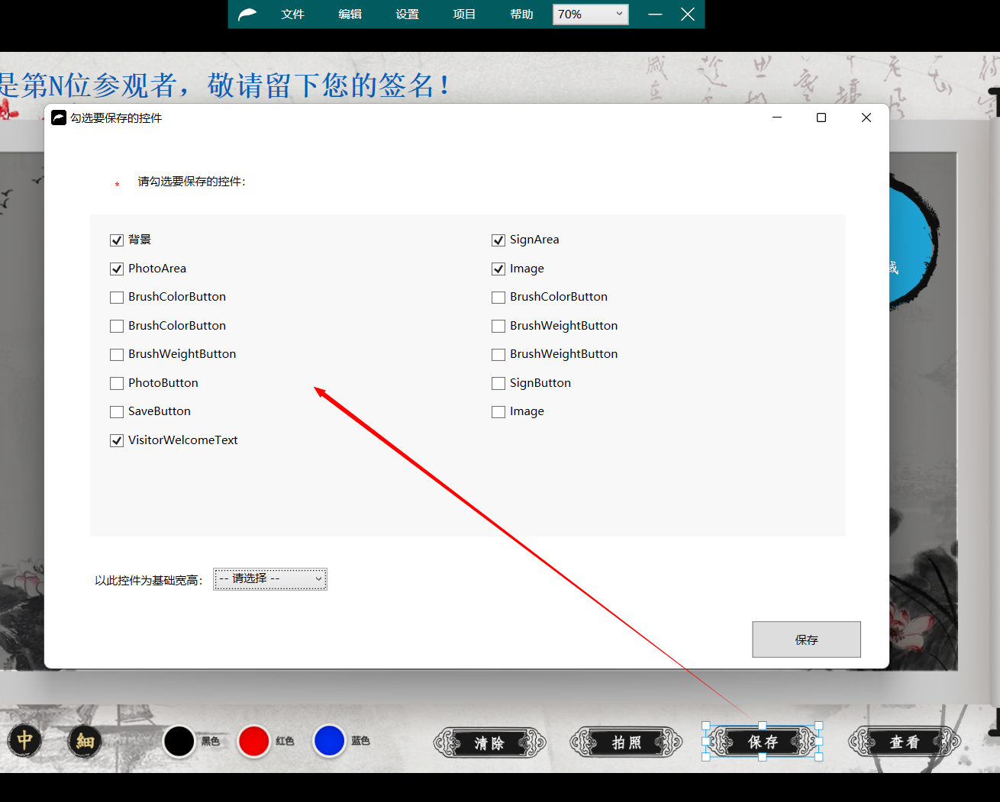 文件 编辑 设置 项目 帮助 70%
是第N位参观者，敬请留下您的签名！
勾选要保存的控件
* 请勾选要保存的控件：
背景 SignArea
PhotoArea Image
BrushColorButton BrushColorButton
BrushColorButton BrushWeightButton
BrushWeightButton BrushWeightButton
PhotoButton SignButton
SaveButton Image
VisitorWelcomeText
域
以此控件为基础宽高： -- 请选择 --
保存
中 細 黑色 红色 蓝色 清除 拍照 保存 查看